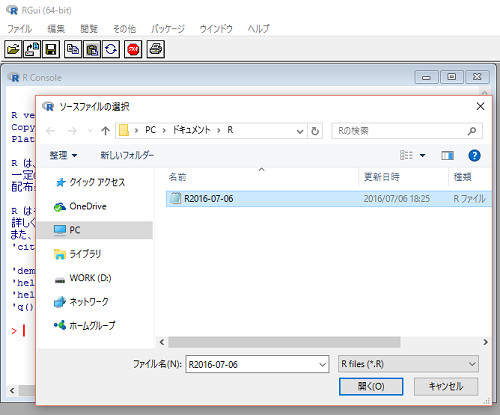 RGui (64-bit)
ファイル 編集 閲覧 その他 パッケージ ウインドウ ヘルプ
STOP
R Console
R ve
Copy
Plat
R は、
一定の
配布
R は
詳しく
また、
'cit
'dem
'hel
'hel
'q()
>
ソースファイルの選択
PC ドキュメント R
Rの検索
整理 新しいフォルダー
名前 更新日時 種類
R2016-07-06 2016/07/06 18:25 R ファイル
クイック アクセス
OneDrive
PC
ライブラリ
WORK (D:)
ネットワーク
ホームグループ
ファイル名(N): R2016-07-06 R files (*.R)
開く(O) キャンセル